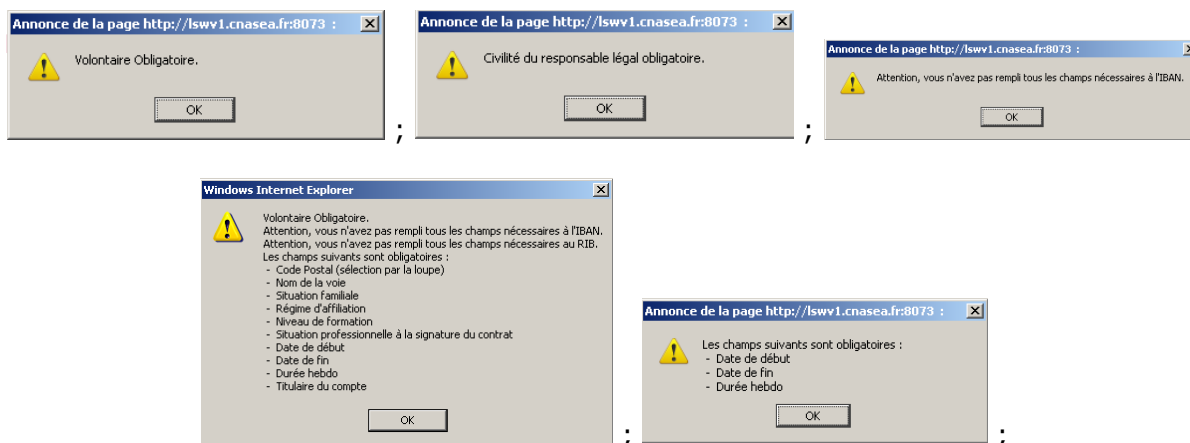 Annonce de la page http://lswv1.cnasea.fr:8073 :
Volontaire Obligatoire.
OK
;
Annonce de la page http://lswv1.cnasea.fr:8073 :
Civilité du responsable légal obligatoire.
OK
;
Annonce de la page http://lswv1.cnasea.fr:8073 :
Attention, vous n'avez pas rempli tous les champs nécessaires à l'IBAN.
OK
Windows Internet Explorer
Volontaire Obligatoire.
Attention, vous n'avez pas rempli tous les champs nécessaires à l'IBAN.
Attention, vous n'avez pas rempli tous les champs nécessaires au RIB.
Les champs suivants sont obligatoires :
- Code Postal (sélection par la loupe)
- Nom de la voie
- Situation familiale
- Régime d'affiliation
- Niveau de formation
- Situation professionnelle à la signature du contrat
- Date de début
- Date de fin
- Durée hebdo
- Titulaire du compte
OK
;
Annonce de la page http://lswv1.cnasea.fr:8073 :
Les champs suivants sont obligatoires :
- Date de début
- Date de fin
- Durée hebdo
OK
;